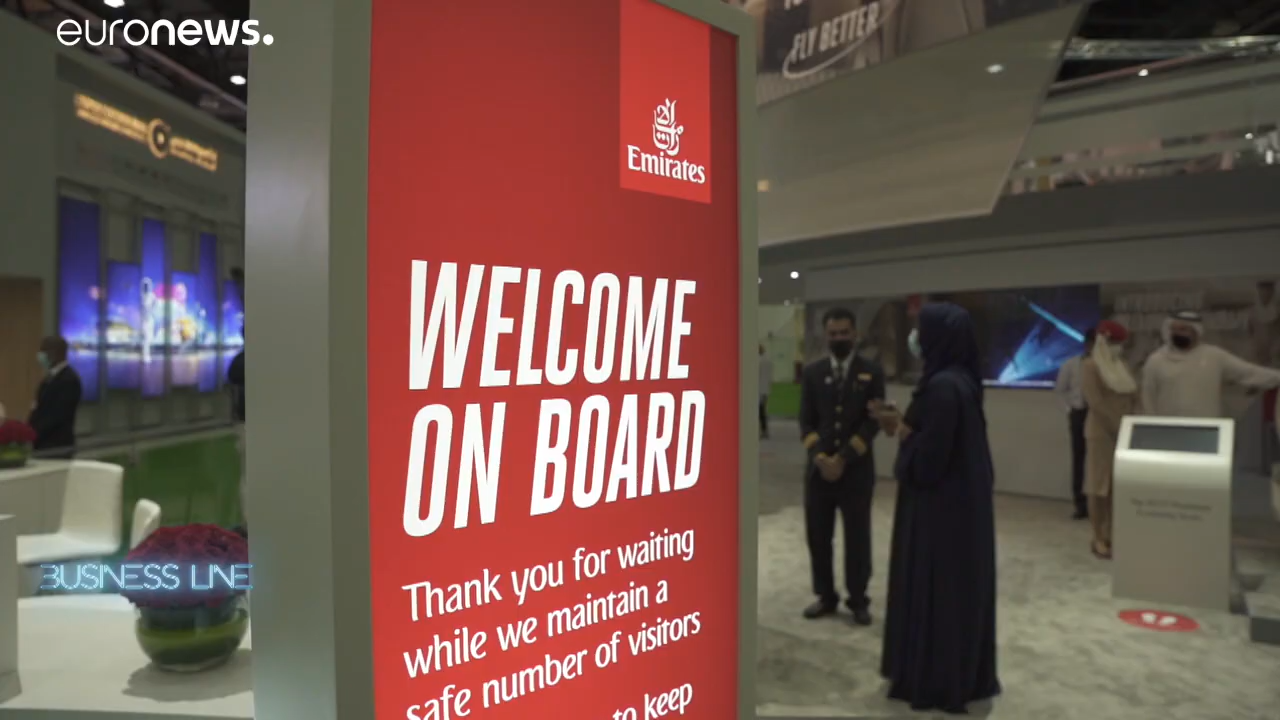 euronews.
FLY BETTER
Emirates
WELCOME
ON BOARD
Thank you for waiting
while we maintain a
safe number of visitors
to keep
BUSINESS LINE